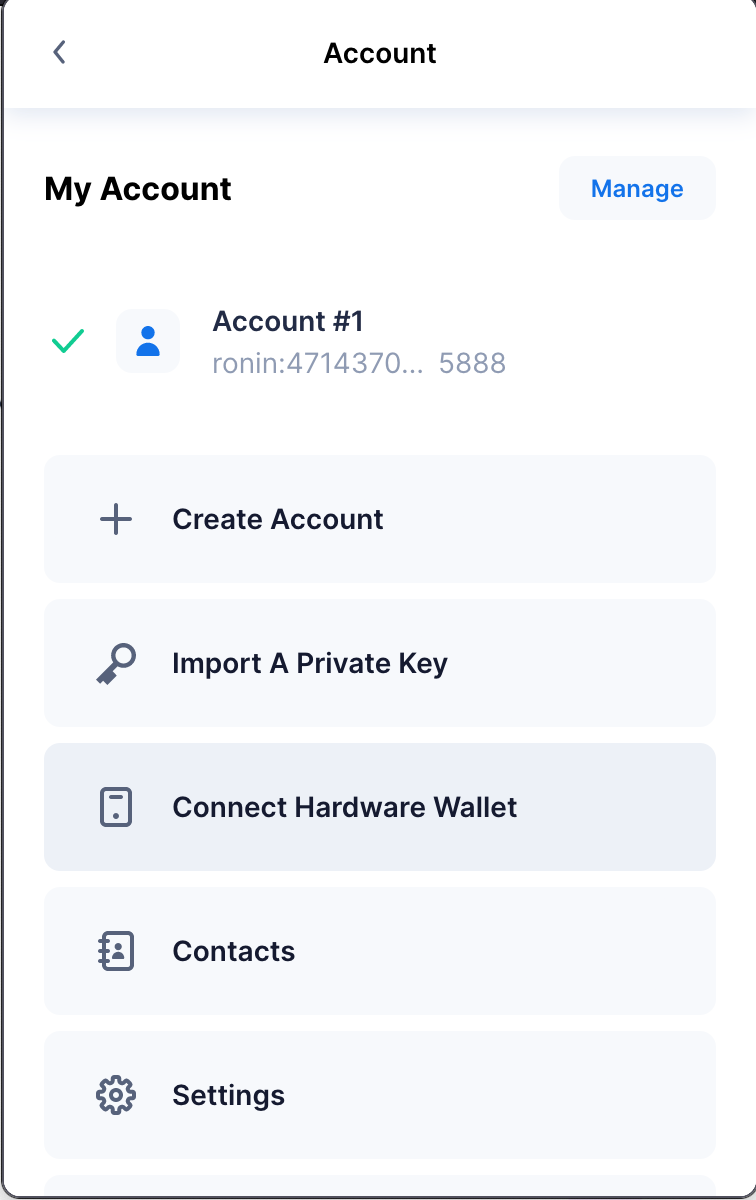 Account
My Account
Manage
Account #1
ronin:4714370... 5888
Create Account
Import A Private Key
Connect Hardware Wallet
Contacts
Settings